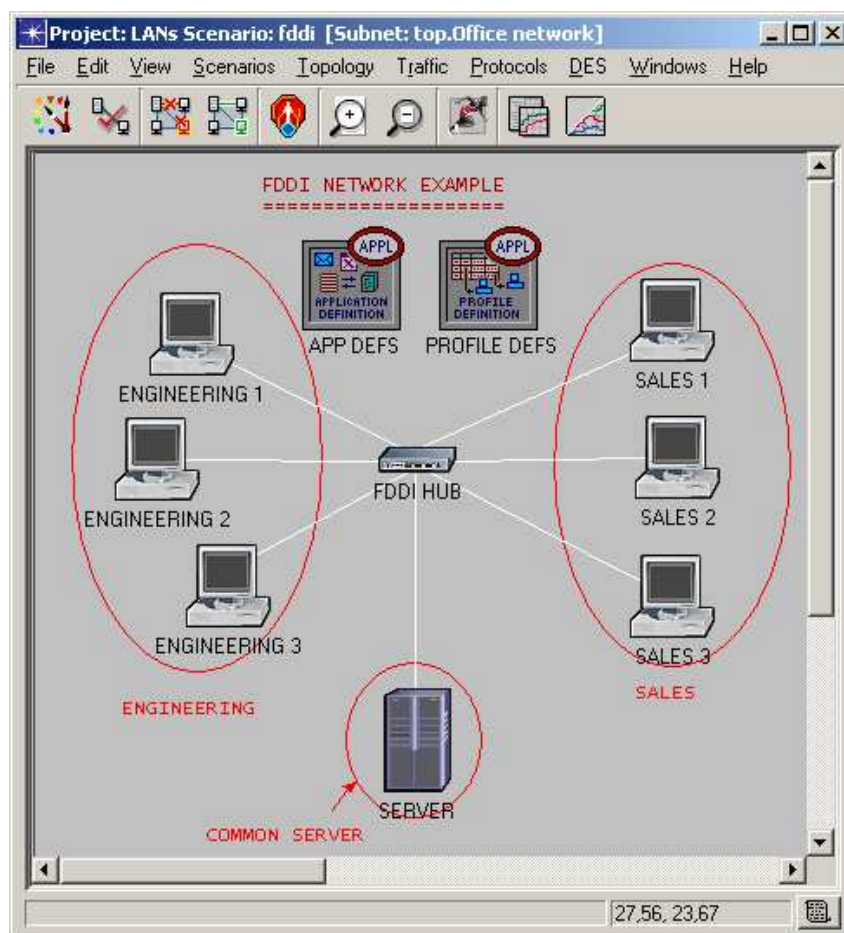 Project: LANs Scenario: fddi [Subnet: top.Office network]
File Edit View Scenarios Topology Traffic Protocols DES Windows Help
FDDI NETWORK EXAMPLE
=====================
APPL
APPLICATION
DEFINITION
APP DEFS
APPL
PROFILE
DEFINITION
PROFILE DEFS
ENGINEERING 1
SALES 1
FDDI HUB
ENGINEERING 2
SALES 2
ENGINEERING 3
SALES 3
ENGINEERING
SALES
SERVER
COMMON SERVER
27,56, 23,67